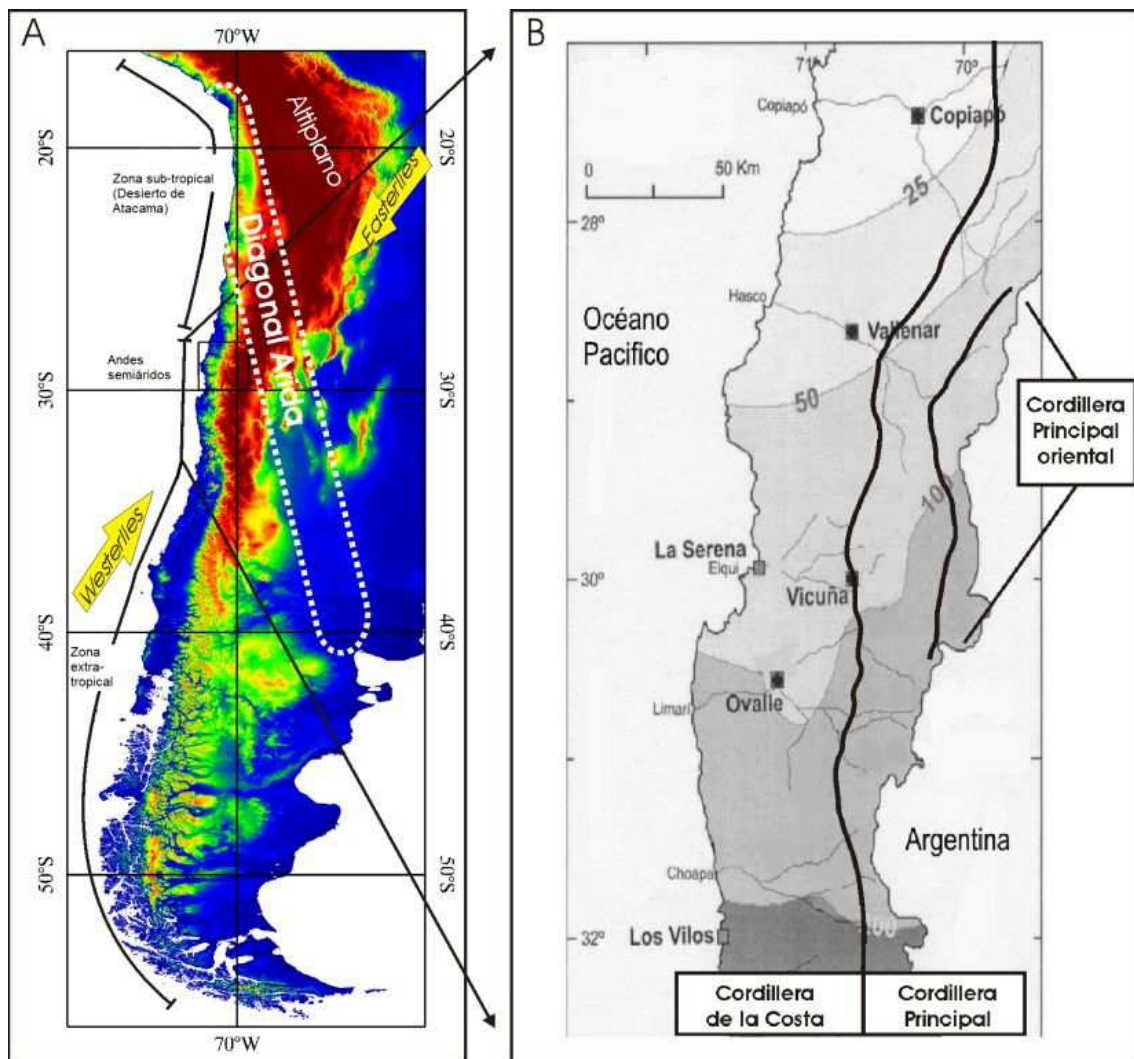 A
70°W
20°S
20°S
Altiplano
Easterlies
Zona sub-tropical
(Desierto de
Atacama)
Diagonal Arida
Andes
semiáridos
30°S
30°S
Westerlies
40°S
40°S
Zona
extra-
tropical
50°S
50°S
70°W
B
71°
70°
Copiapó
Copiapó
0
50 Km
25
28°
Hasco
Vallenar
Océano
Pacifico
50
Cordillera
Principal
oriental
100
La Serena
Elqui
Vicuña
30°
Ovalle
Limarí
Argentina
Choapa
Los Vilos
32°
Cordillera
de la Costa
Cordillera
Principal